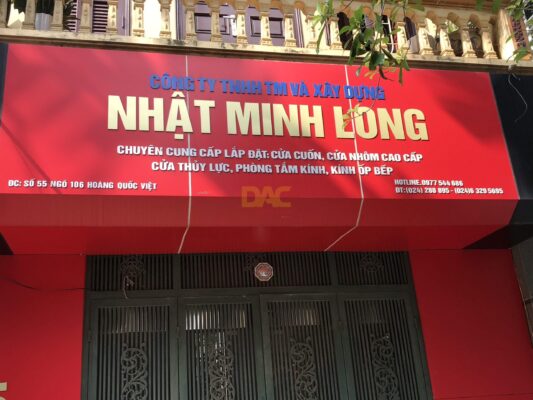 CÔNG TY TNHH TM VÀ XÂY DỰNG
NHẬT MINH LONG
CHUYÊN CUNG CẤP LẮP ĐẶT: CỬA CUỐN, CỬA NHÔM CAO CẤP
CỬA THỦY LỰC, PHÒNG TẮM KÍNH, KÍNH ỐP BẾP
DAC
ĐC: SỐ 55 NGÕ 106 HOÀNG QUỐC VIỆT
HOTLINE.0977 544 686
ĐT:(024) 280 895 - (024)6 329 5695